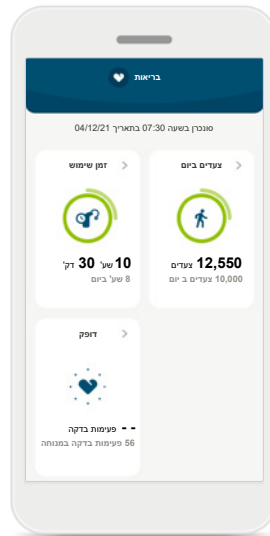 בריאות
סונכרן בשעה 07:30 בתאריך 04/12/21
צעדים ביום
12,550 צעדים
10,000 צעדים ב יום
זמן שימוש
10 שע' 30 דק'
8 שע' ביום
דופק
- - פעימות בדקה
56 פעימות בדקה במנוחה